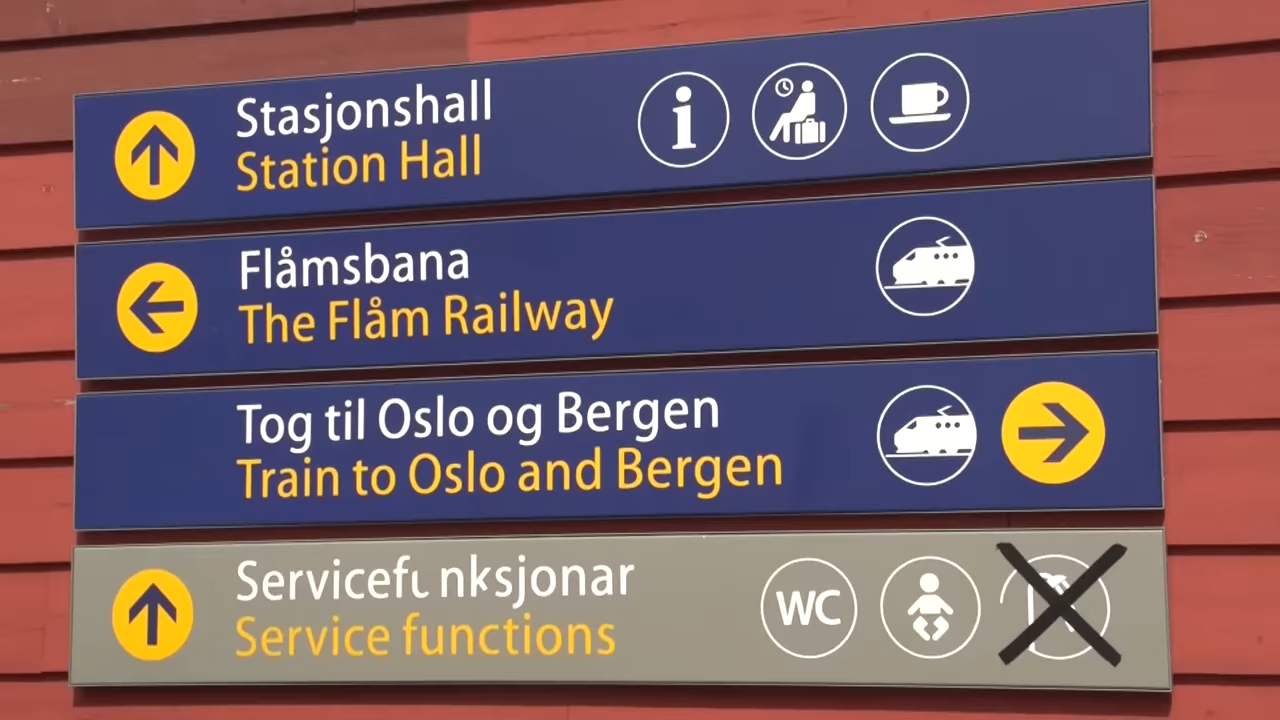 Stasjonshall
Station Hall
Flåmsbana
The Flåm Railway
Tog til Oslo og Bergen
Train to Oslo and Bergen
Servicefunksjonar
Service functions
WC